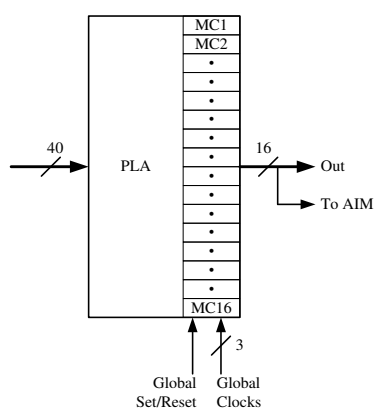 MC1
MC2
40
PLA
16
Out
To AIM
MC16
3
Global
Set/Reset
Global
Clocks